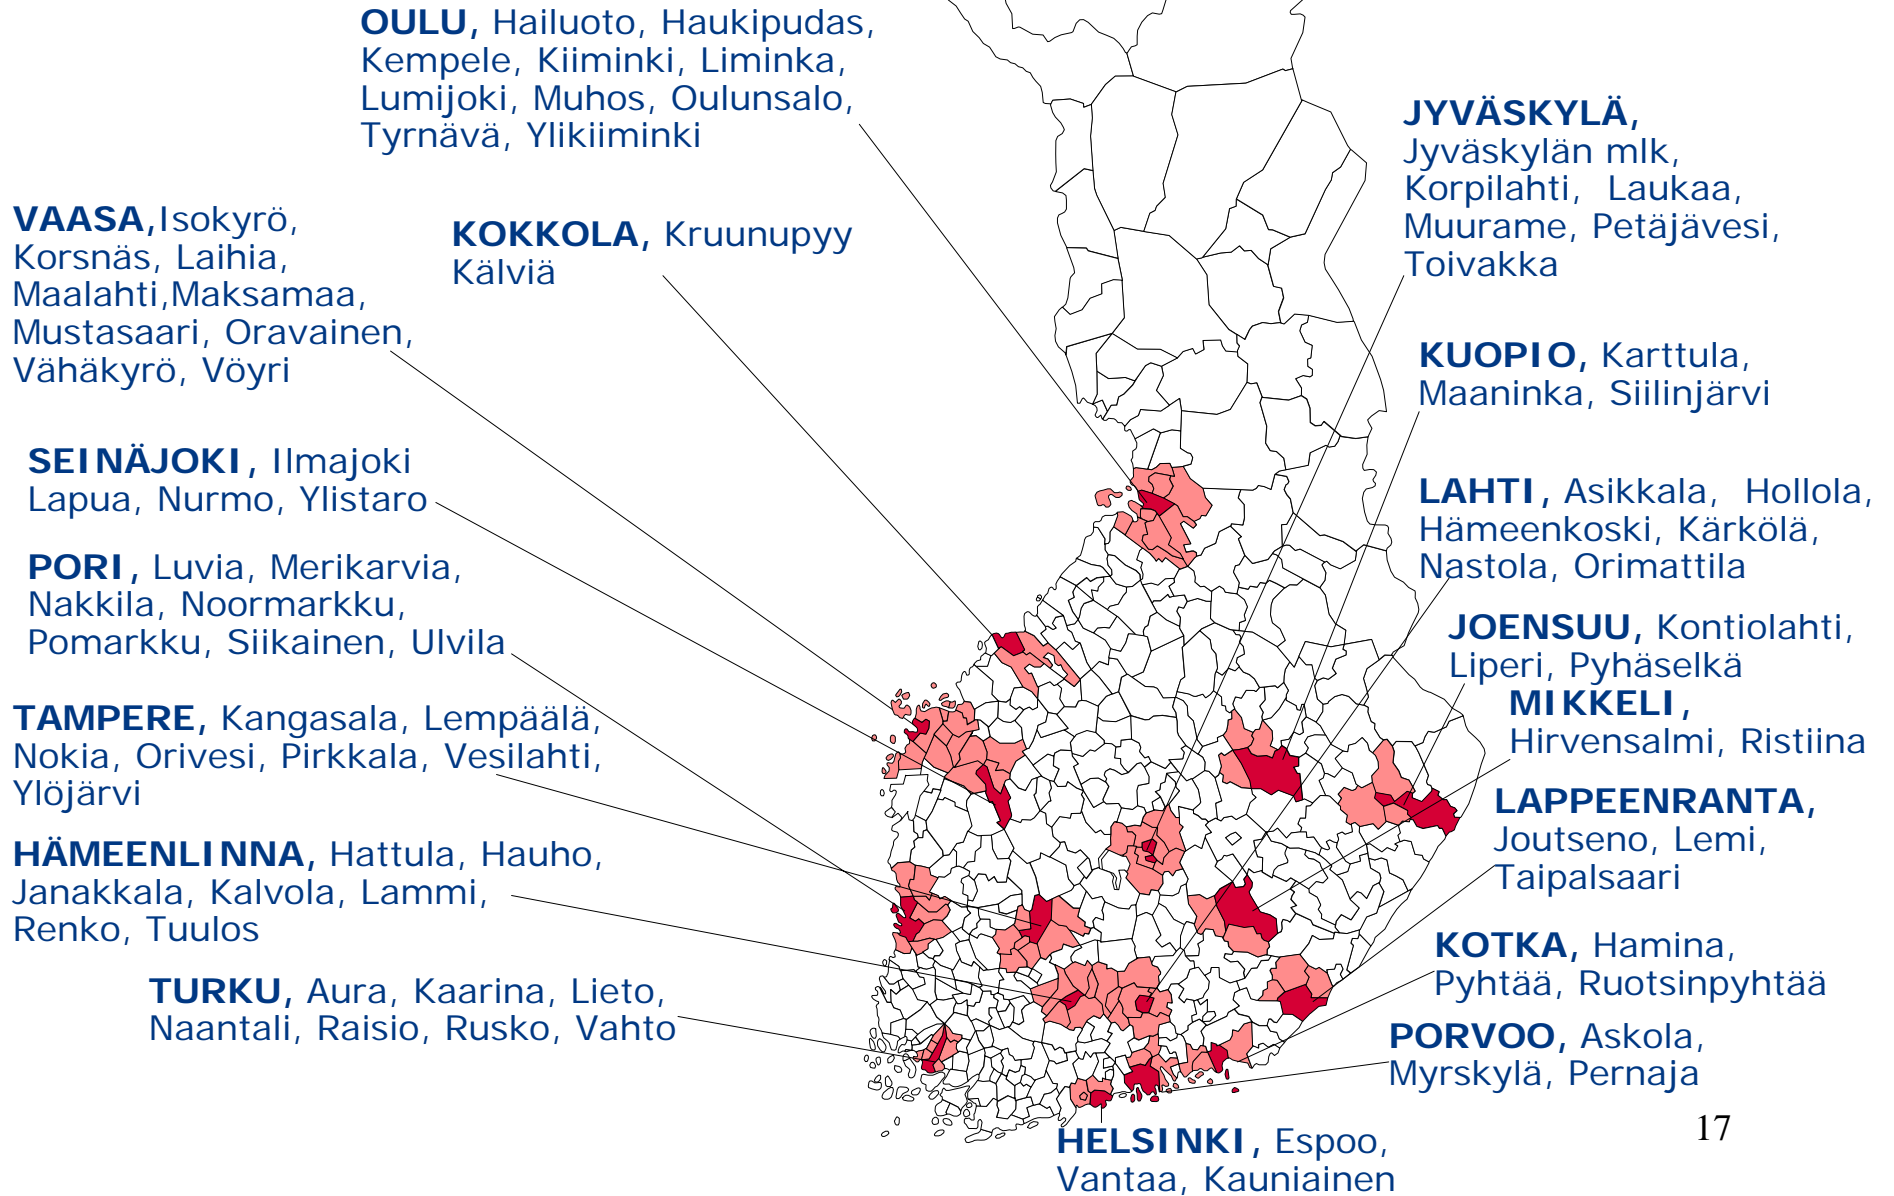 OULU, Hailuoto, Haukipudas,
Kempele, Kiiminki, Liminka,
Lumijoki, Muhos, Oulunsalo,
Tyrnävä, Ylikiiminki
JYVÄSKYLÄ,
Jyväskylän mlk,
Korpilahti, Laukaa,
Muurame, Petäjävesi,
Toivakka
VAASA,Isokyrö,
Korsnäs, Laihia,
Maalahti,Maksamaa,
Mustasaari, Oravainen,
Vähäkyrö, Vöyri
KOKKOLA, Kruunupyy
Kälviä
KUOPIO, Karttula,
Maaninka, Siilinjärvi
SEINÄJOKI, Ilmajoki
Lapua, Nurmo, Ylistaro
LAHTI, Asikkala, Hollola,
Hämeenkoski, Kärkölä,
Nastola, Orimattila
PORI, Luvia, Merikarvia,
Nakkila, Noormarkku,
Pomarkku, Siikainen, Ulvila
JOENSUU, Kontiolahti,
Liperi, Pyhäselkä
MIKKELI,
Hirvensalmi, Ristiina
TAMPERE, Kangasala, Lempäälä,
Nokia, Orivesi, Pirkkala, Vesilahti,
Ylöjärvi
LAPPEENRANTA,
Joutseno, Lemi,
Taipalsaari
HÄMEENLINNA, Hattula, Hauho,
Janakkala, Kalvola, Lammi,
Renko, Tuulos
KOTKA, Hamina,
Pyhtää, Ruotsinpyhtää
TURKU, Aura, Kaarina, Lieto,
Naantali, Raisio, Rusko, Vahto
PORVOO, Askola,
Myrskylä, Pernaja
HELSINKI, Espoo,
Vantaa, Kauniainen
17